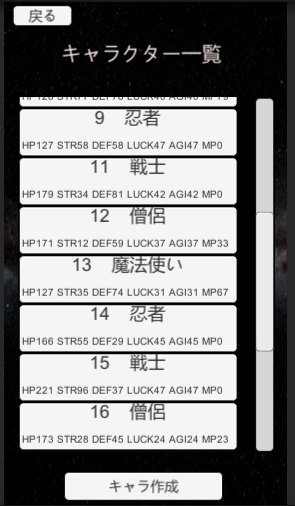 戻る
キャラクター一覧
9 忍者
HP127 STR58 DEF58 LUCK47 AGI47 MP0
11 戦士
HP179 STR34 DEF81 LUCK42 AGI42 MP0
12 僧侶
HP171 STR12 DEF59 LUCK37 AGI37 MP33
13 魔法使い
HP127 STR35 DEF74 LUCK31 AGI31 MP67
14 忍者
HP166 STR55 DEF29 LUCK45 AGI45 MP0
15 戦士
HP221 STR96 DEF37 LUCK47 AGI47 MP0
16 僧侶
HP173 STR28 DEF45 LUCK24 AGI24 MP23
キャラ作成